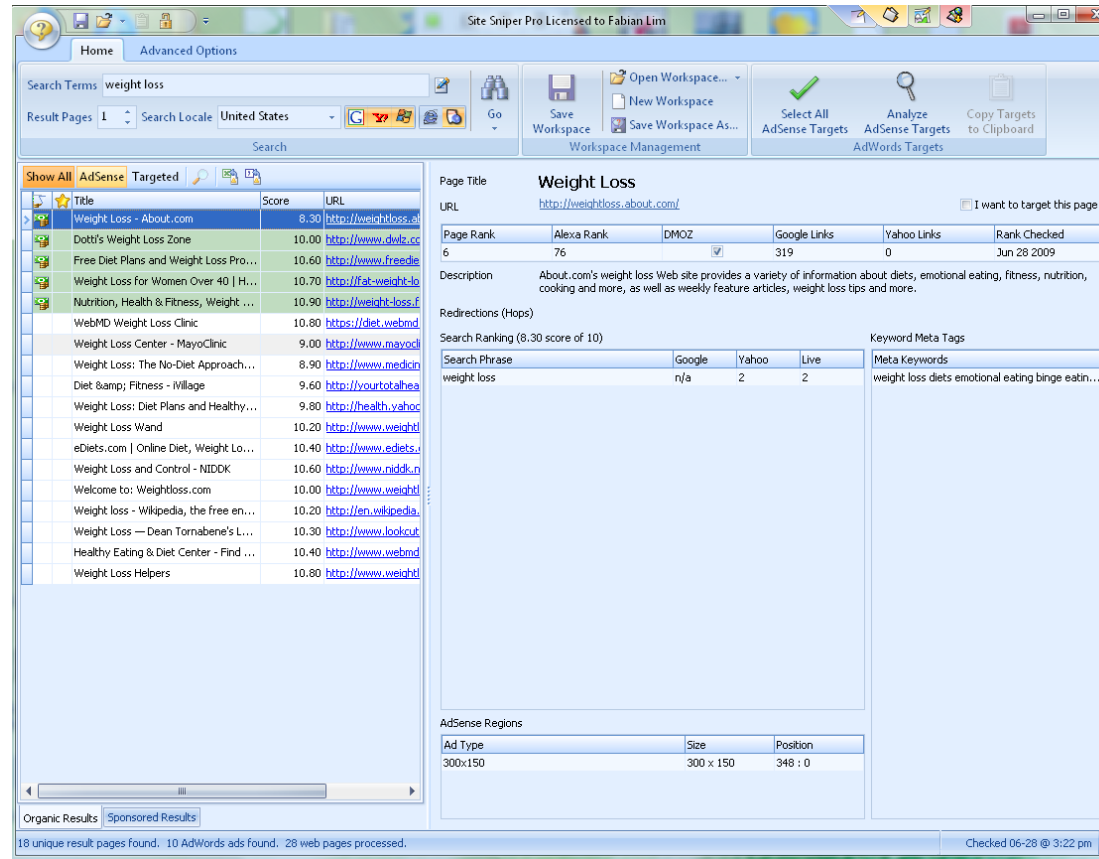 Site Sniper Pro Licensed to Fabian Lim
Home Advanced Options
Search Terms weight loss
Result Pages 1 Search Locale United States
Go
Search
Save Workspace
Open Workspace...
New Workspace
Save Workspace As...
Workspace Management
Select All AdSense Targets
Analyze AdSense Targets
Copy Targets to Clipboard
AdWords Targets
Show All AdSense Targeted
Title Score URL
Weight Loss - About.com 8.30 http://weightloss.ab
Dotti's Weight Loss Zone 10.00 http://www.dwlz.cc
Free Diet Plans and Weight Loss Pro... 10.60 http://www.freedie
Weight Loss for Women Over 40 | H... 10.70 http://fat-weight-lo
Nutrition, Health & Fitness, Weight ... 10.90 http://weight-loss.f
WebMD Weight Loss Clinic 10.80 https://diet.webmd
Weight Loss Center - MayoClinic 9.00 http://www.mayocli
Weight Loss: The No-Diet Approach... 8.90 http://www.medicin
Diet &amp; Fitness - iVillage 9.60 http://yourtotalhea
Weight Loss: Diet Plans and Healthy... 9.80 http://health.yahoc
Weight Loss Wand 10.20 http://www.weightl
eDiets.com | Online Diet, Weight Lo... 10.40 http://www.ediets.
Weight Loss and Control - NIDDK 10.60 http://www.niddk.n
Welcome to: Weightloss.com 10.00 http://www.weightl
Weight loss - Wikipedia, the free en... 10.20 http://en.wikipedia.
Weight Loss — Dean Tornabene's L... 10.30 http://www.lookcut
Healthy Eating & Diet Center - Find ... 10.40 http://www.webmd
Weight Loss Helpers 10.80 http://www.weightl
Organic Results Sponsored Results
Page Title Weight Loss
URL http://weightloss.about.com/ I want to target this page
Page Rank Alexa Rank DMOZ Google Links Yahoo Links Rank Checked
6 76 319 0 Jun 28 2009
Description About.com's weight loss Web site provides a variety of information about diets, emotional eating, fitness, nutrition,
cooking and more, as well as weekly feature articles, weight loss tips and more.
Redirections (Hops)
Search Ranking (8.30 score of 10) Keyword Meta Tags
Search Phrase Google Yahoo Live Meta Keywords
weight loss n/a 2 2 weight loss diets emotional eating binge eatin...
AdSense Regions
Ad Type Size Position
300x150 300 x 150 348 : 0
18 unique result pages found. 10 AdWords ads found. 28 web pages processed. Checked 06-28 @ 3:22 pm